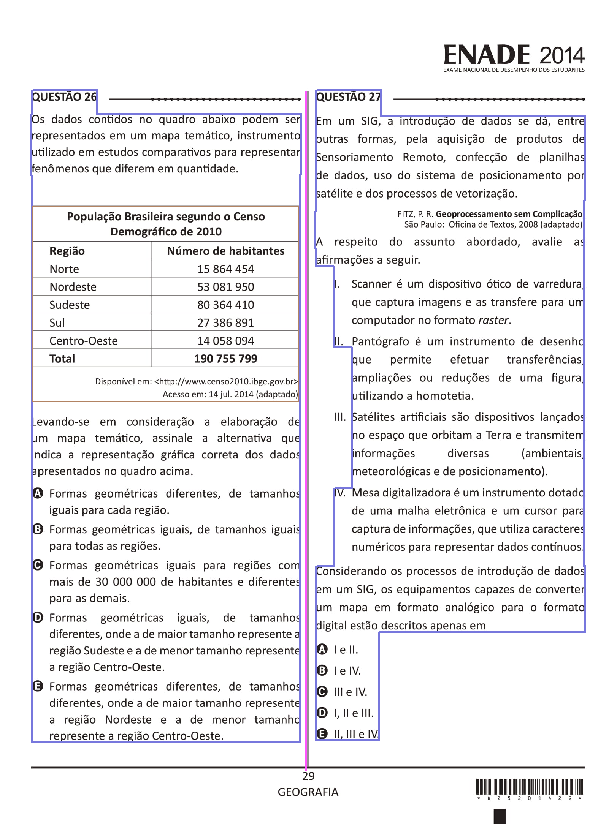 ENADE 2014
EXAME NACIONAL DE DESEMPENHO DOS ESTUDANTES
QUESTÃO 26
Os dados contidos no quadro abaixo podem ser
representados em um mapa temático, instrumento
utilizado em estudos comparativos para representar
fenômenos que diferem em quantidade.
População Brasileira segundo o Censo
Demográfico de 2010
Região Número de habitantes
Norte 15 864 454
Nordeste 53 081 950
Sudeste 80 364 410
Sul 27 386 891
Centro-Oeste 14 058 094
Total 190 755 799
Disponível em: <http://www.censo2010.ibge.gov.br>
Acesso em: 14 jul. 2014 (adaptado)
Levando-se em consideração a elaboração de
um mapa temático, assinale a alternativa que
indica a representação gráfica correta dos dados
apresentados no quadro acima.
A Formas geométricas diferentes, de tamanhos
iguais para cada região.
B Formas geométricas iguais, de tamanhos iguais
para todas as regiões.
C Formas geométricas iguais para regiões com
mais de 30 000 000 de habitantes e diferentes
para as demais.
D Formas geométricas iguais, de tamanhos
diferentes, onde a de maior tamanho represente a
região Sudeste e a de menor tamanho represente
a região Centro-Oeste.
E Formas geométricas diferentes, de tamanhos
diferentes, onde a de maior tamanho represente
a região Nordeste e a de menor tamanho
represente a região Centro-Oeste.
QUESTÃO 27
Em um SIG, a introdução de dados se dá, entre
outras formas, pela aquisição de produtos de
Sensoriamento Remoto, confecção de planilhas
de dados, uso do sistema de posicionamento por
satélite e dos processos de vetorização.
FITZ, P. R. Geoprocessamento sem Complicação
São Paulo: Oficina de Textos, 2008 (adaptado)
A respeito do assunto abordado, avalie as
afirmações a seguir.
I. Scanner é um dispositivo ótico de varredura,
que captura imagens e as transfere para um
computador no formato raster.
II. Pantógrafo é um instrumento de desenho
que permite efetuar transferências,
ampliações ou reduções de uma figura,
utilizando a homotetia.
III. Satélites artificiais são dispositivos lançados
no espaço que orbitam a Terra e transmitem
informações diversas (ambientais,
meteorológicas e de posicionamento).
IV. Mesa digitalizadora é um instrumento dotado
de uma malha eletrônica e um cursor para
captura de informações, que utiliza caracteres
numéricos para representar dados contínuos.
Considerando os processos de introdução de dados
em um SIG, os equipamentos capazes de converter
um mapa em formato analógico para o formato
digital estão descritos apenas em
A I e II.
B I e IV.
C III e IV.
D I, II e III.
E II, III e IV
29
GEOGRAFIA